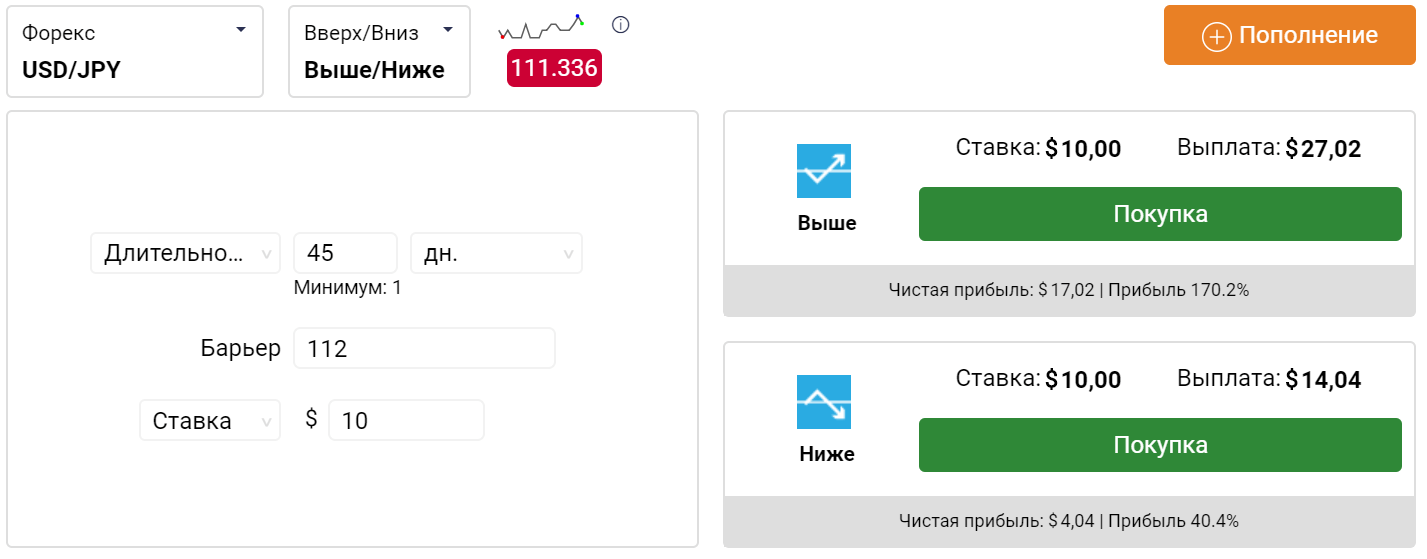 Форекс
USD/JPY
Вверх/Вниз
Выше/Ниже
111.336
Пополнение
Длительно...
45
дн.
Минимум: 1
Барьер
112
Ставка
$
10
Ставка: $10,00
Выплата: $27,02
Выше
Покупка
Чистая прибыль: $17,02 | Прибыль 170.2%
Ставка: $10,00
Выплата: $14,04
Ниже
Покупка
Чистая прибыль: $4,04 | Прибыль 40.4%